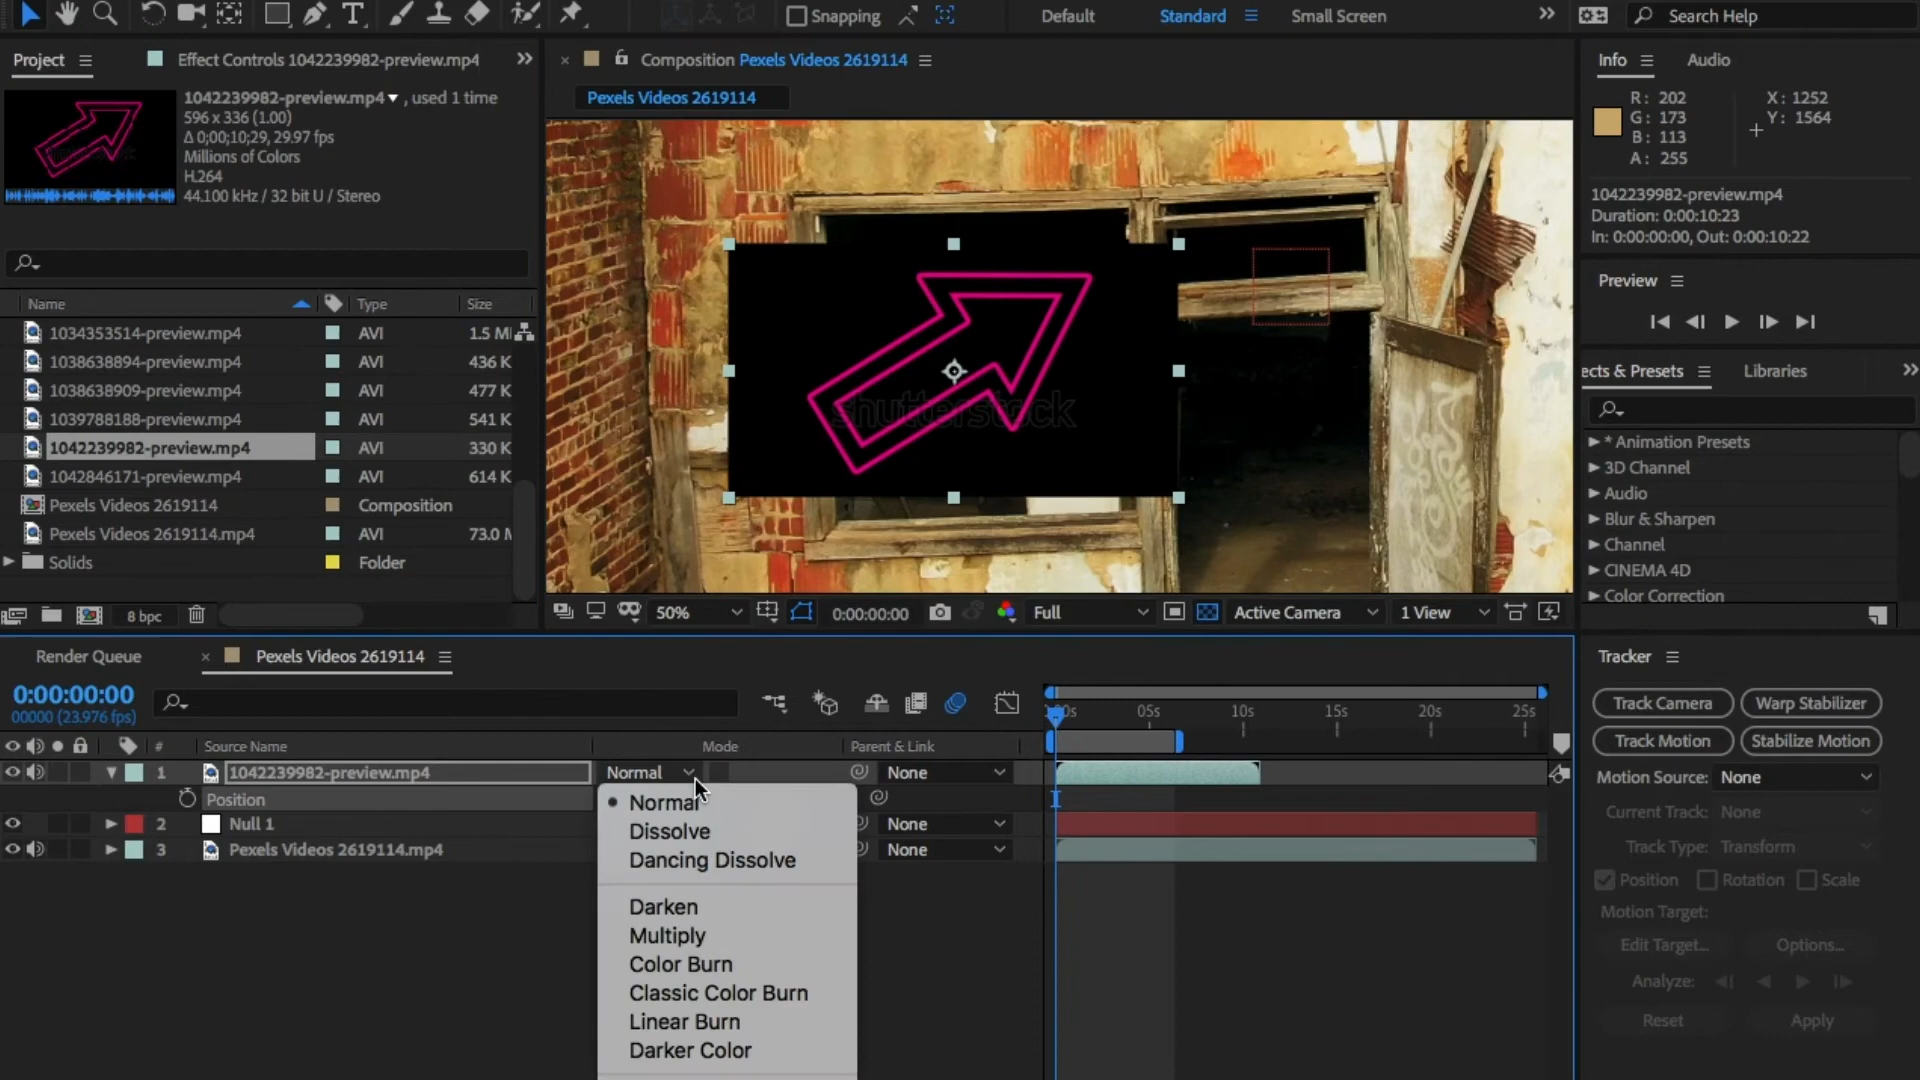 Snapping
Default
Standard
Small Screen
Search Help
Project
Effect Controls 1042239982-preview.mp4
1042239982-preview.mp4 , used 1 time
596 x 336 (1.00)
Δ 0;00;10;29, 29.97 fps
Millions of Colors
H.264
44.100 kHz / 32 bit U / Stereo
Name Type Size
1034353514-preview.mp4 AVI 1.5 M
1038638894-preview.mp4 AVI 436 K
1038638909-preview.mp4 AVI 477 K
1039788188-preview.mp4 AVI 541 K
1042239982-preview.mp4 AVI 330 K
1042846171-preview.mp4 AVI 614 K
Pexels Videos 2619114 Composition
Pexels Videos 2619114.mp4 AVI 73.0 M
Solids Folder
8 bpc
Composition Pexels Videos 2619114
Pexels Videos 2619114
shutterstock
50%
0:00:00:00
Full
Active Camera
1 View
Info
Audio
R: 202
G: 173
B: 113
A: 255
X: 1252
Y: 1564
1042239982-preview.mp4
Duration: 0:00:10:23
In: 0:00:00:00, Out: 0:00:10:22
Preview
ects & Presets
Libraries
* Animation Presets
3D Channel
Audio
Blur & Sharpen
Channel
CINEMA 4D
Color Correction
Render Queue
Pexels Videos 2619114
0:00:00:00
00000 (23.976 fps)
# Source Name Mode Parent & Link
00s 05s 10s 15s 20s 25s
1 1042239982-preview.mp4 Normal None
Position
2 Null 1 None
3 Pexels Videos 2619114.mp4 None
Normal
Dissolve
Dancing Dissolve
Darken
Multiply
Color Burn
Classic Color Burn
Linear Burn
Darker Color
Tracker
Track Camera
Warp Stabilizer
Track Motion
Stabilize Motion
Motion Source: None
Current Track: None
Track Type: Transform
Position Rotation Scale
Motion Target:
Edit Target...
Options...
Analyze:
Reset
Apply